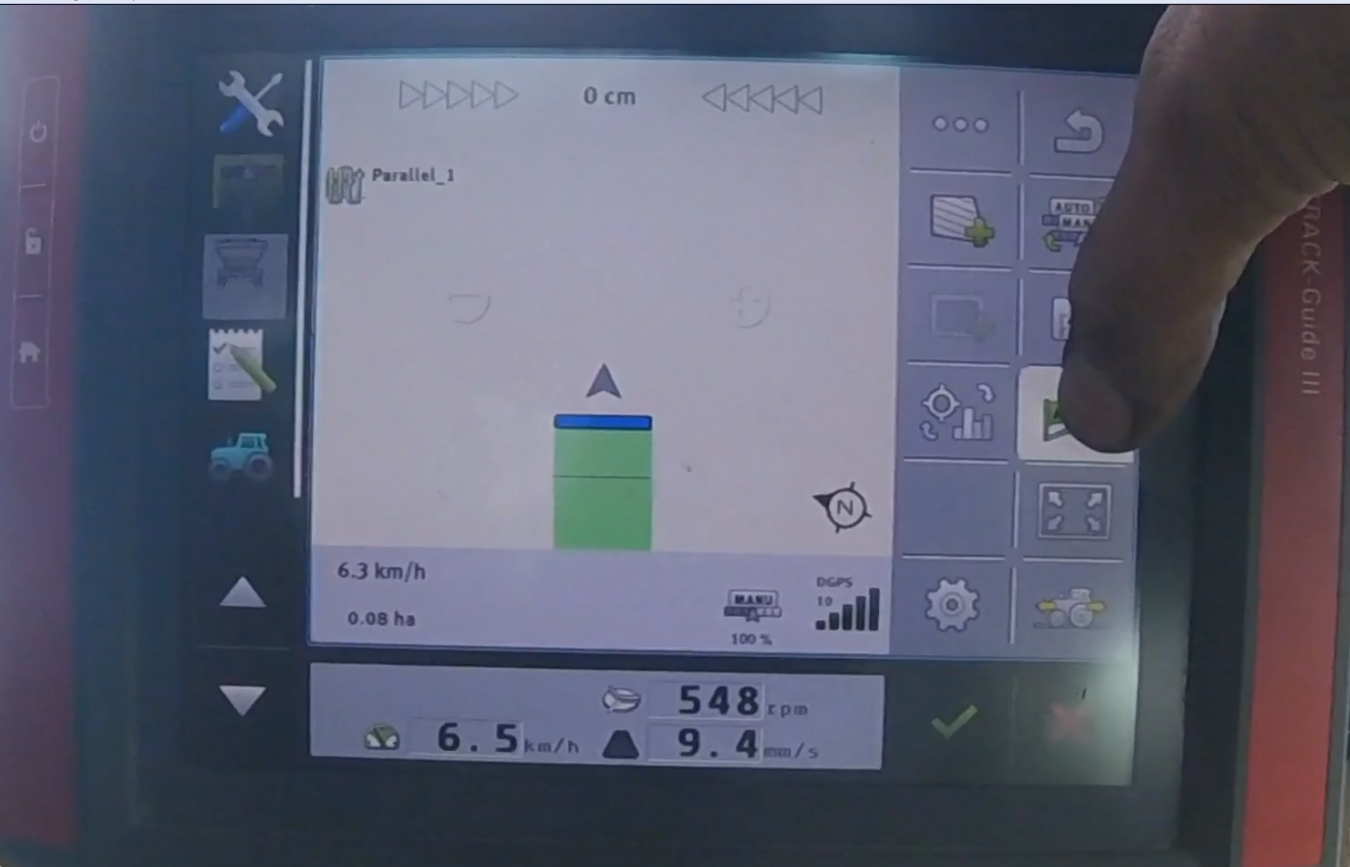 0 cm
Parallel_1
AUTO
MAN
N
6.3 km/h
0.08 ha
MANU
100 %
DGPS
10
548 rpm
6.5 km/h
9.4 mm/s
RACK-Guide III